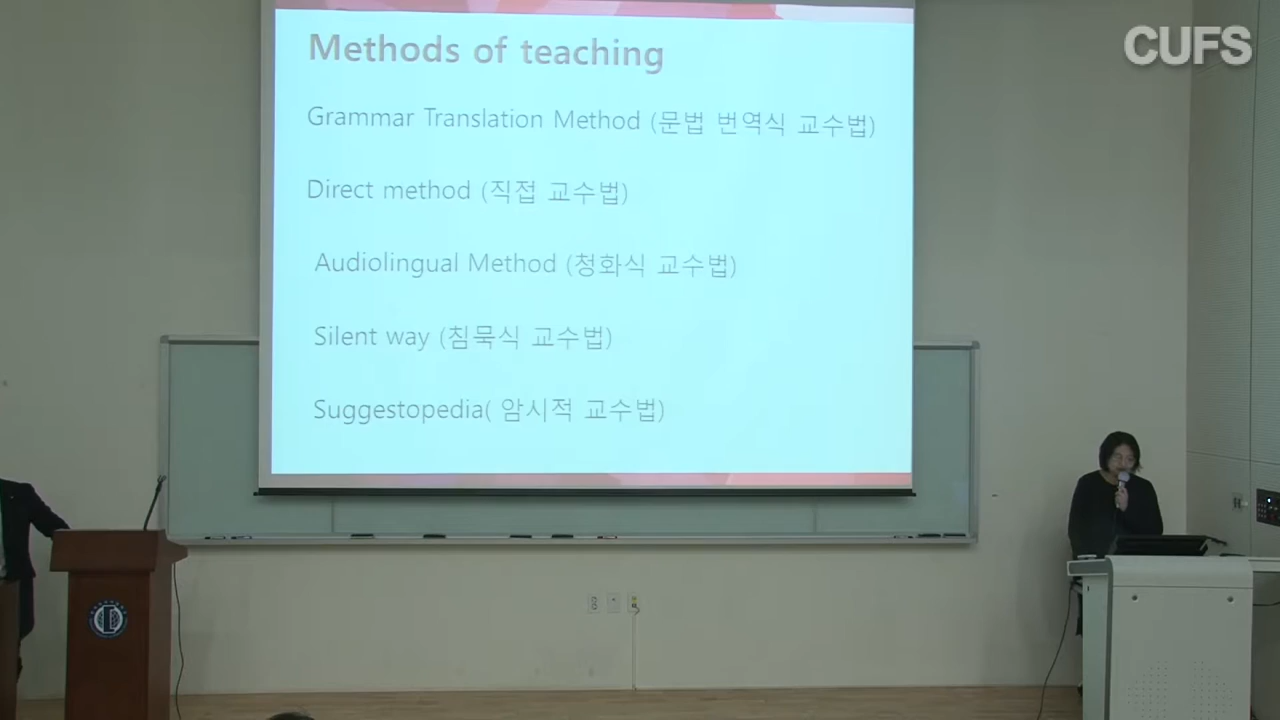 CUFS
Methods of teaching
Grammar Translation Method (문법 번역식 교수법)
Direct method (직접 교수법)
Audiolingual Method (청화식 교수법)
Silent way (침묵식 교수법)
Suggestopedia( 암시적 교수법)